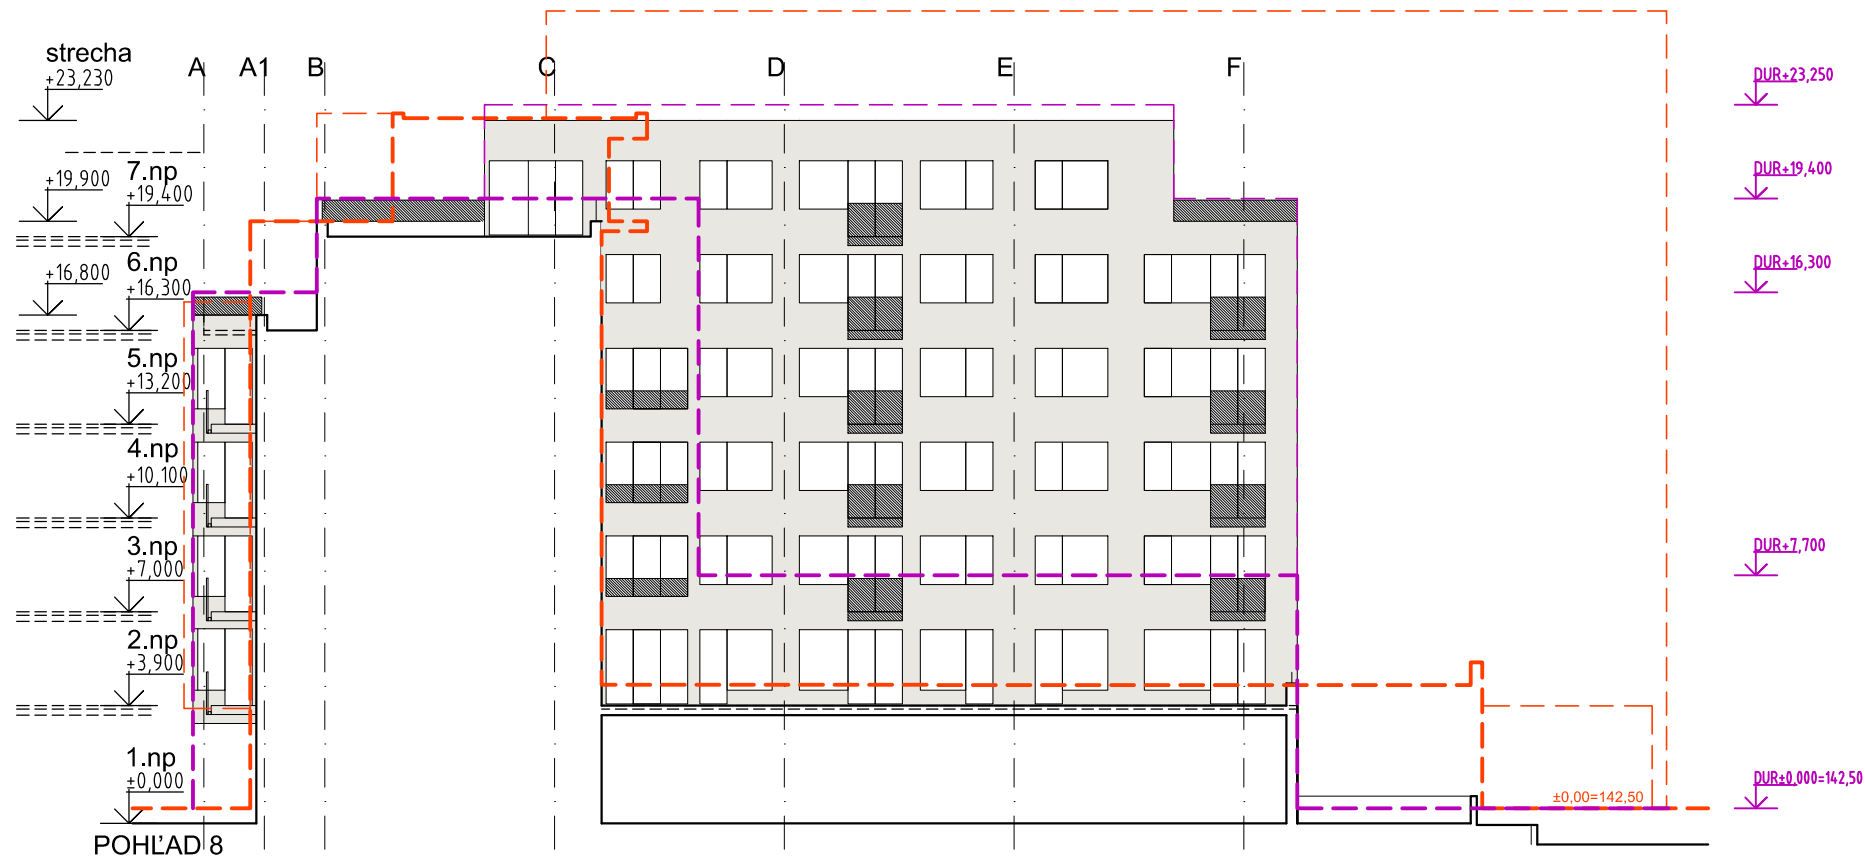 strecha
+23,230
A
A1
B
C
D
E
F
DUR+23,250
7.np
+19,900
+19,400
DUR+19,400
6.np
+16,800
+16,300
DUR+16,300
5.np
+13,200
4.np
+10,100
3.np
+7,000
DUR+7,700
2.np
+3,900
1.np
±0,000
DUR±0,000=142,50
±0,00=142,50
POHĽAD 8